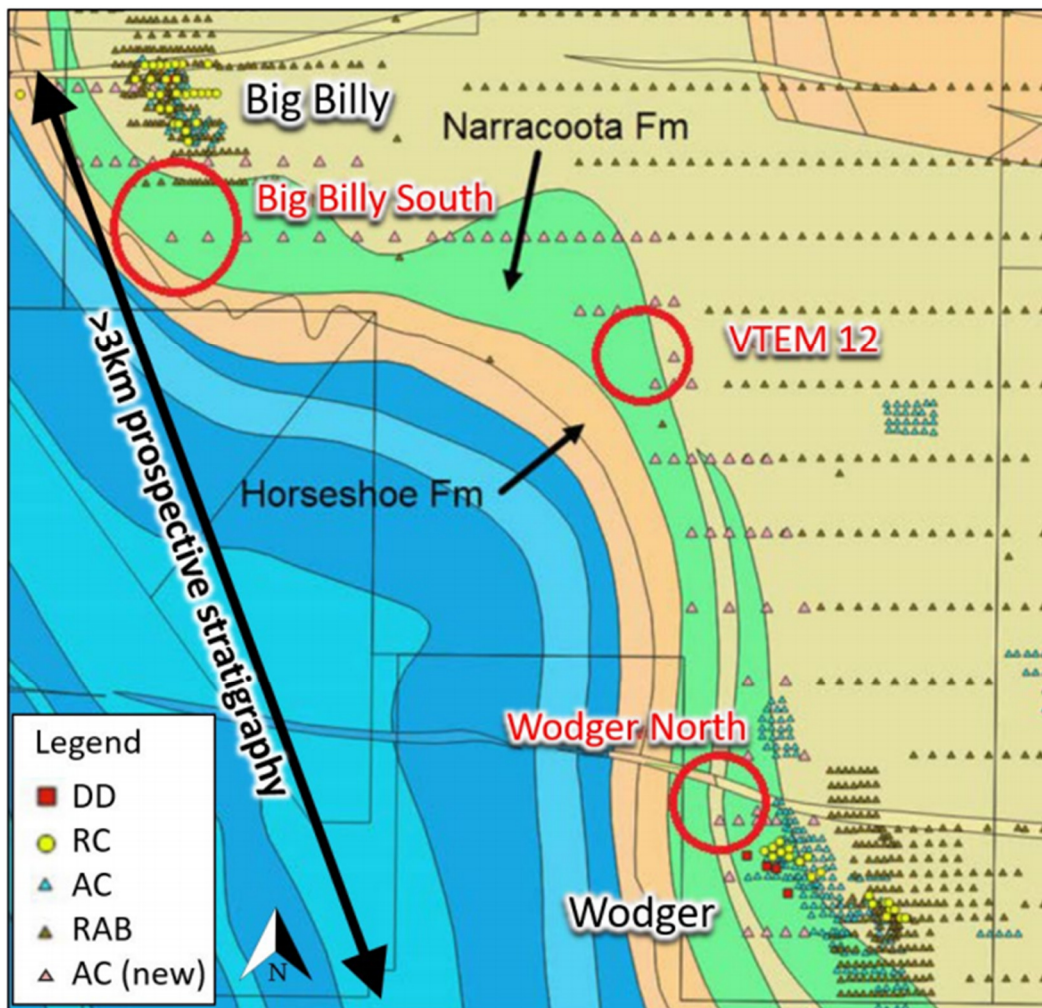 Big Billy
Narracoota Fm
Big Billy South
VTEM 12
>3km prospective stratigraphy
Horseshoe Fm
Wodger North
Wodger
Legend
DD
RC
AC
RAB
AC (new)
N